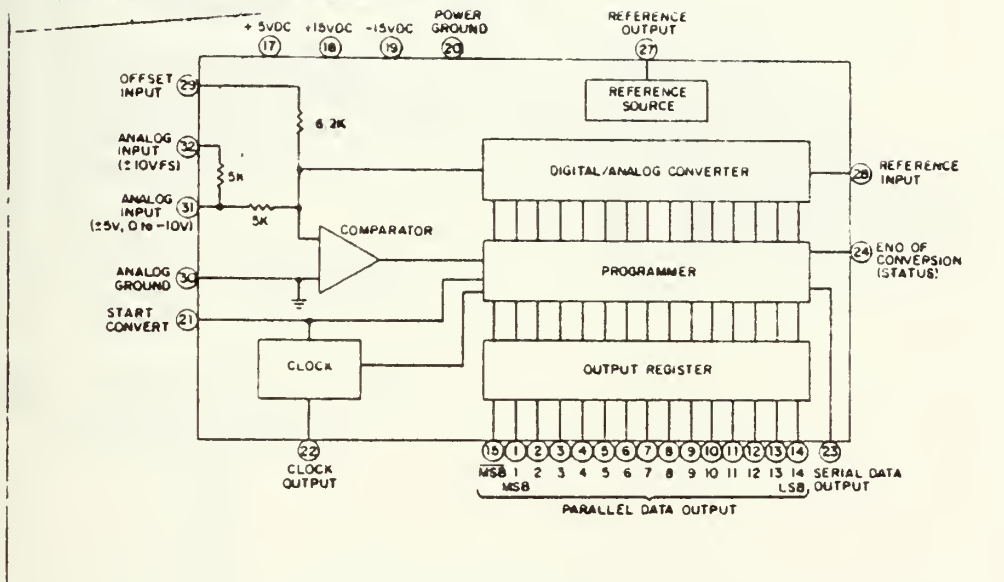 + 5VDC
+15VDC
-15VDC
POWER
GROUND
REFERENCE
OUTPUT
17
18
19
20
27
OFFSET
INPUT
29
6.2K
REFERENCE
SOURCE
ANALOG
INPUT
(±10VFS)
32
5K
DIGITAL/ANALOG CONVERTER
28
REFERENCE
INPUT
ANALOG
INPUT
(±5V, 0 to -10V)
31
5K
COMPARATOR
PROGRAMMER
24
END OF
CONVERSION
(STATUS)
ANALOG
GROUND
30
START
CONVERT
21
CLOCK
OUTPUT REGISTER
22
CLOCK
OUTPUT
15 1 2 3 4 5 6 7 8 9 10 11 12 13 14 23
MSB 1 2 3 4 5 6 7 8 9 10 11 12 13 14 SERIAL DATA
MSB LSB OUTPUT
PARALLEL DATA OUTPUT